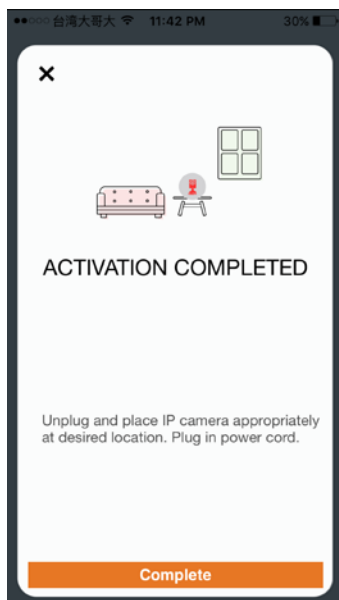 台湾大哥大 11:42 PM 30%
×
ACTIVATION COMPLETED
Unplug and place IP camera appropriately
at desired location. Plug in power cord.
Complete